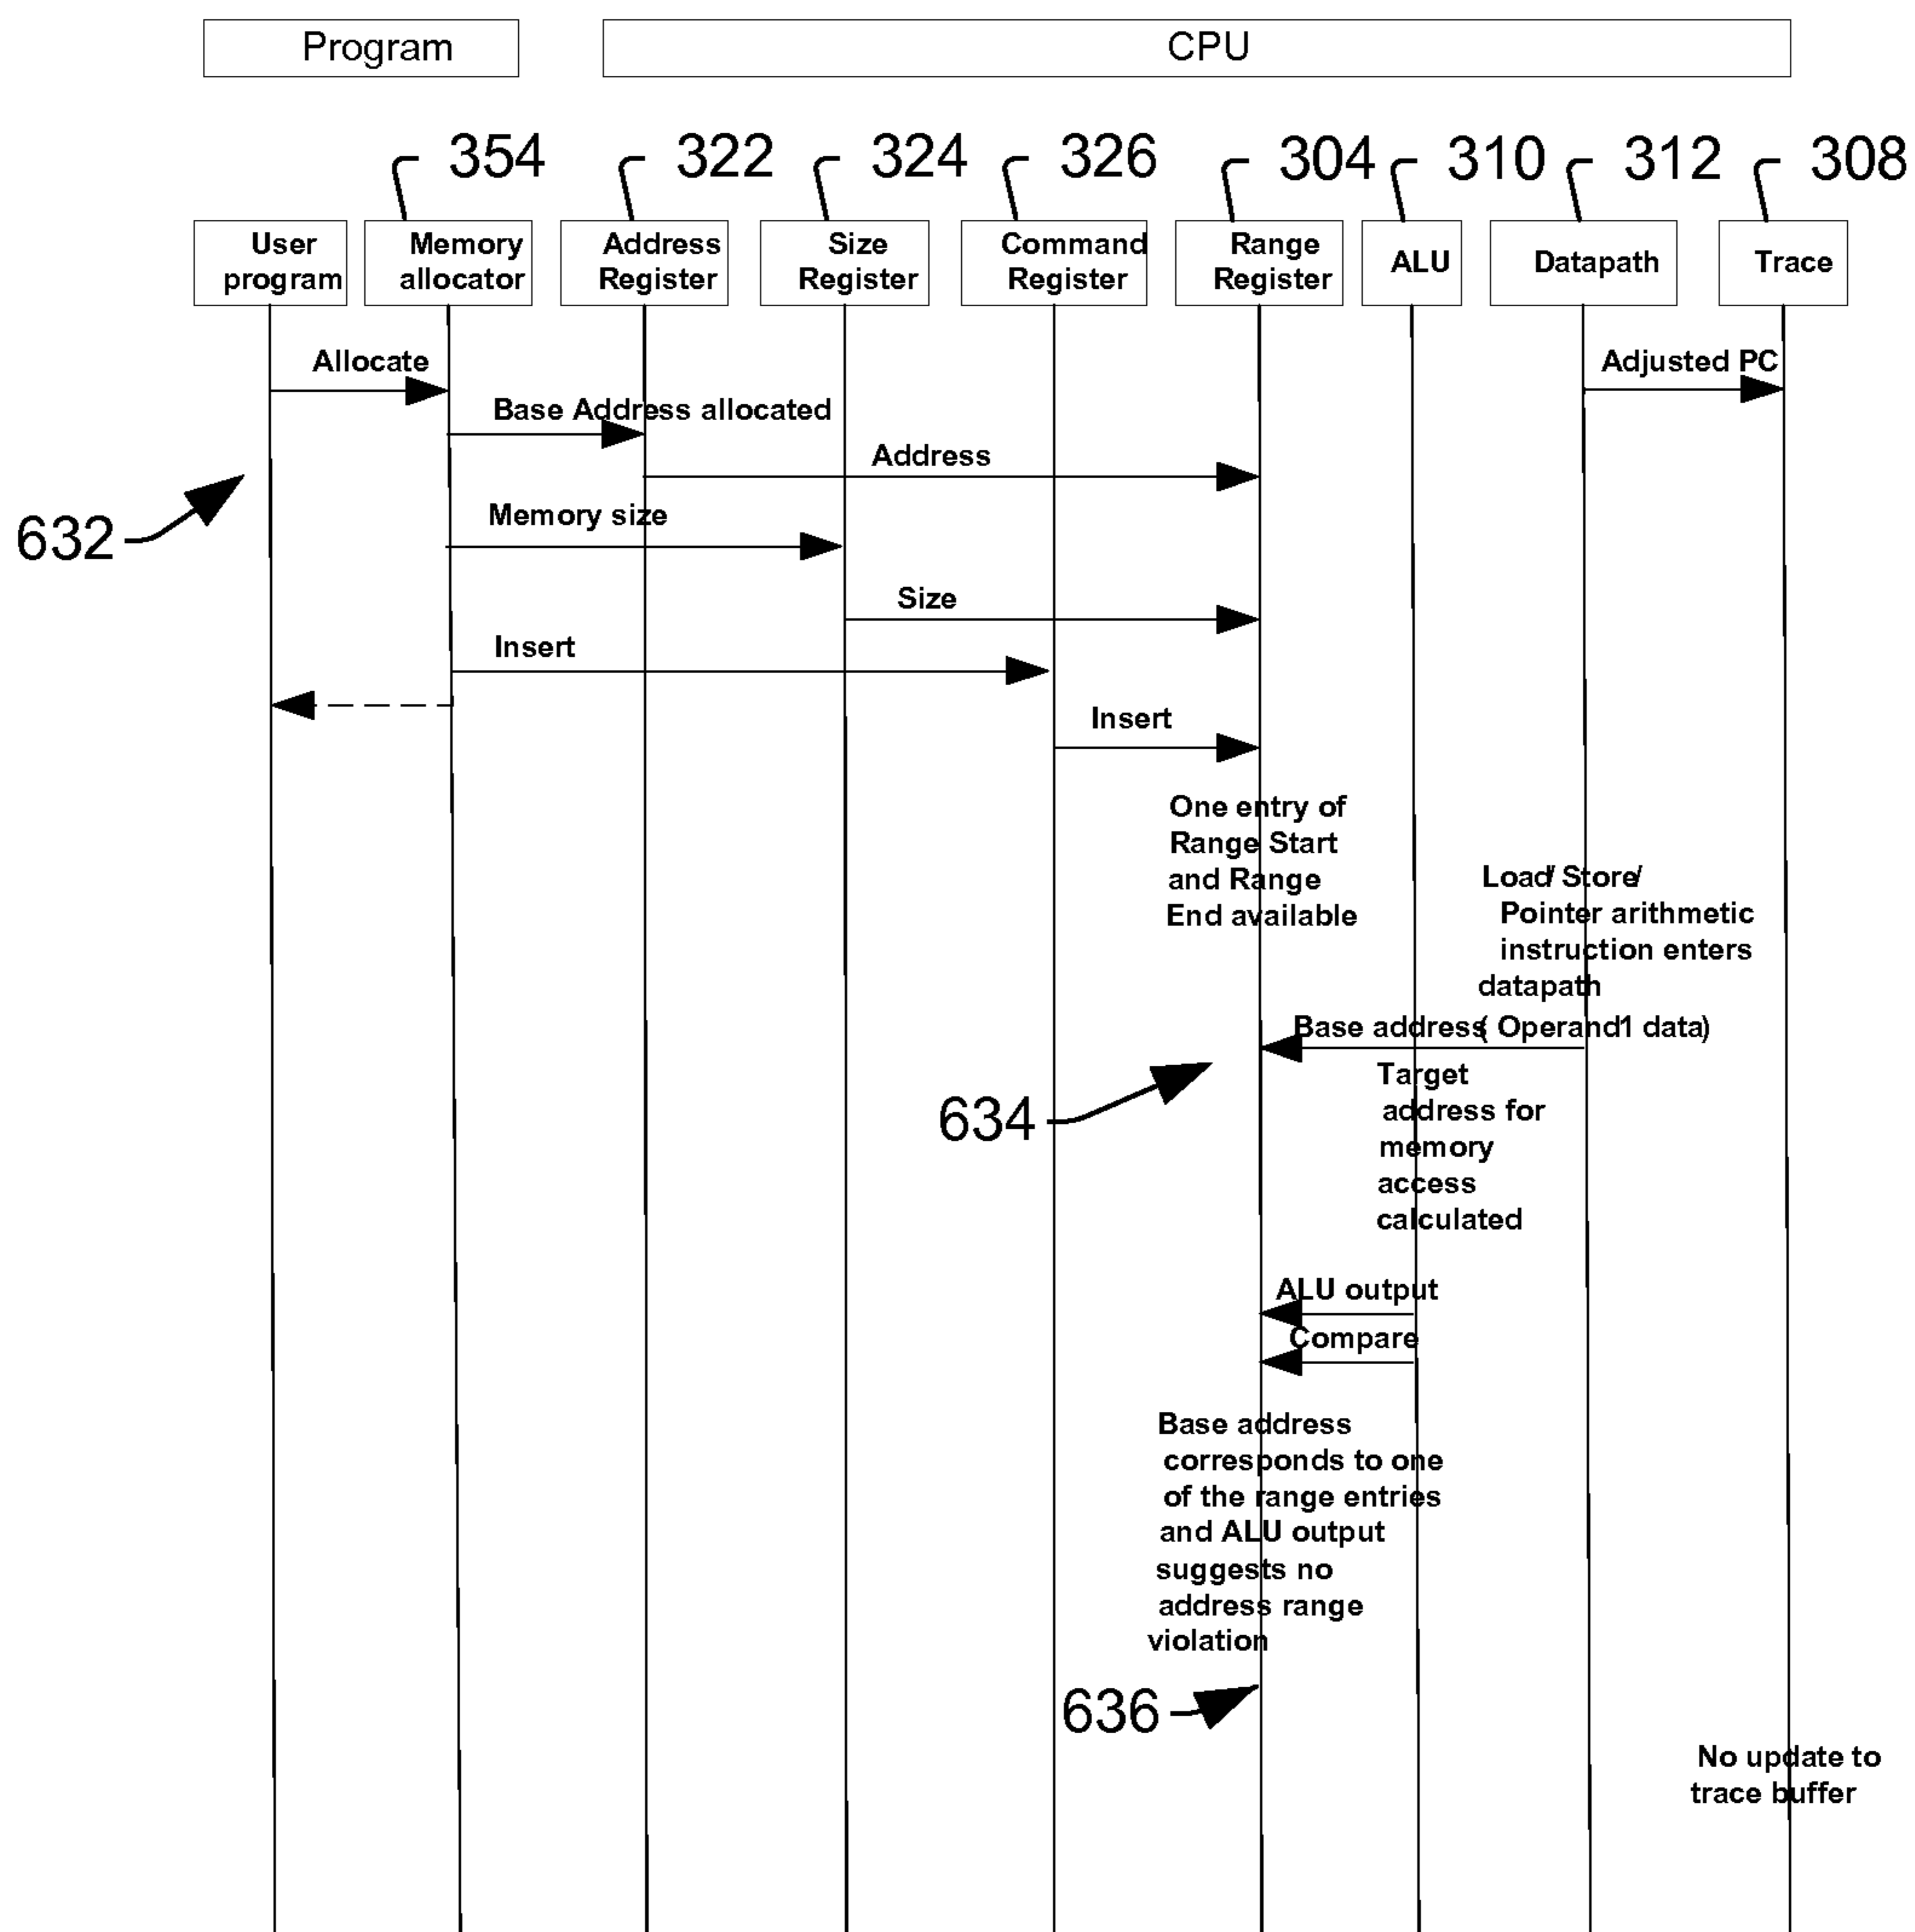 Program
CPU
354
322
324
326
304
310
312
308
User
program
Memory
allocator
Address
Register
Size
Register
Command
Register
Range
Register
ALU
Datapath
Trace
Allocate
Adjusted PC
Base Address allocated
Address
632
Memory size
Size
Insert
Insert
One entry of
Range Start
and Range
End available
Load/ Store/
Pointer arithmetic
instruction enters
datapath
Base address( Operand1 data)
634
Target
address for
memory
access
calculated
ALU output
Compare
Base address
corresponds to one
of the range entries
and ALU output
suggests no
address range
violation
636
No update to
trace buffer